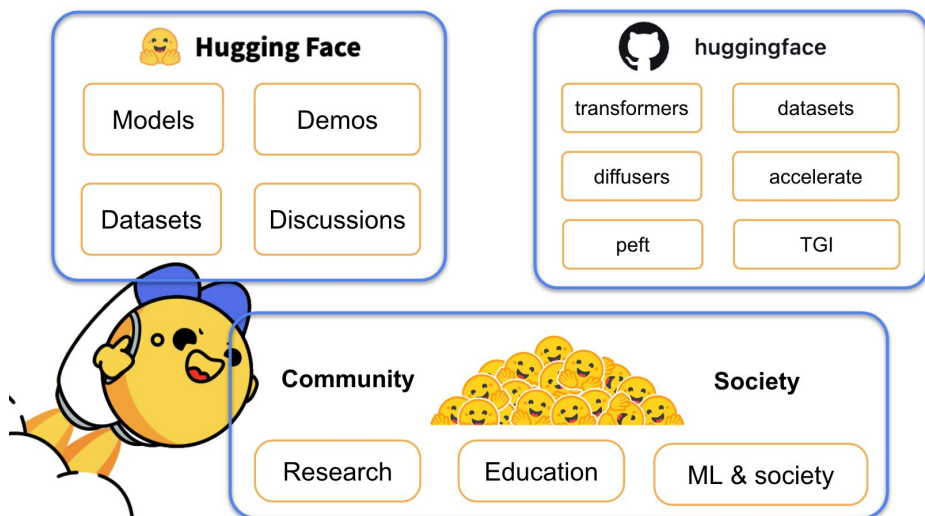 Hugging Face
Models
Demos
Datasets
Discussions
huggingface
transformers
datasets
diffusers
accelerate
peft
TGI
Community
Society
Research
Education
ML & society